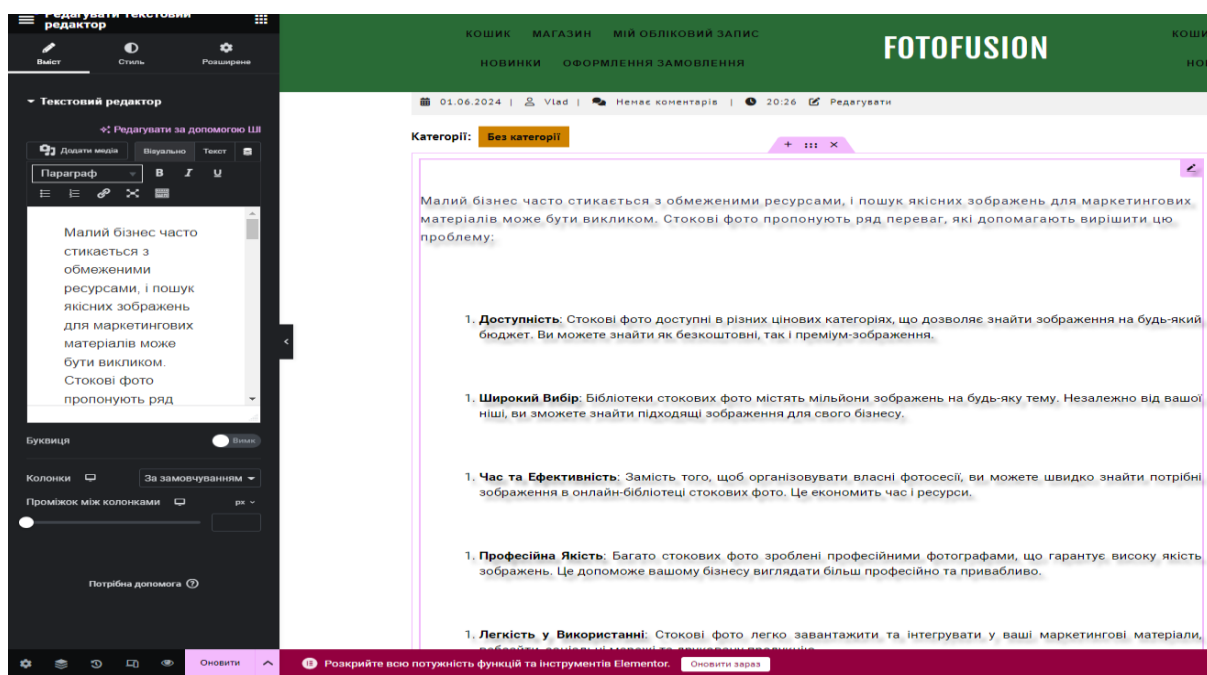 Редагувати текстовий
редактор
Вміст Стиль Розширене
Текстовий редактор
Редагувати за допомогою ШІ
Додати медіа Візуально Текст
Параграф B I U
Малий бізнес часто
стикається з
обмеженими
ресурсами, і пошук
якісних зображень
для маркетингових
матеріалів може
бути викликом.
Стокові фото
пропонують ряд
Буквиця Вимк
Колонки За замовчуванням
Проміжок між колонками px
Потрібна допомога
Оновити
КОШИК МАГАЗИН МІЙ ОБЛІКОВИЙ ЗАПИС
НОВИНКИ ОФОРМЛЕННЯ ЗАМОВЛЕННЯ
FOTOFUSION
КОШИ
НОВ
01.06.2024 | Vlad | Немає коментарів | 20:26 Редагувати
Категорії: Без категорії
Малий бізнес часто стикається з обмеженими ресурсами, і пошук якісних зображень для маркетингових
матеріалів може бути викликом. Стокові фото пропонують ряд переваг, які допомагають вирішити цю
проблему:
1. Доступність: Стокові фото доступні в різних цінових категоріях, що дозволяє знайти зображення на будь-який
бюджет. Ви можете знайти як безкоштовні, так і преміум-зображення.
1. Широкий Вибір: Бібліотеки стокових фото містять мільйони зображень на будь-яку тему. Незалежно від вашої
ніші, ви зможете знайти підходящі зображення для свого бізнесу.
1. Час та Ефективність: Замість того, щоб організовувати власні фотосесії, ви можете швидко знайти потрібні
зображення в онлайн-бібліотеці стокових фото. Це економить час і ресурси.
1. Професійна Якість: Багато стокових фото зроблені професійними фотографами, що гарантує високу якість
зображень. Це допоможе вашому бізнесу виглядати більш професійно та привабливо.
1. Легкість у Використанні: Стокові фото легко завантажити та інтегрувати у ваші маркетингові матеріали,
Розкрийте всю потужність функцій та інструментів Elementor. Оновити зараз